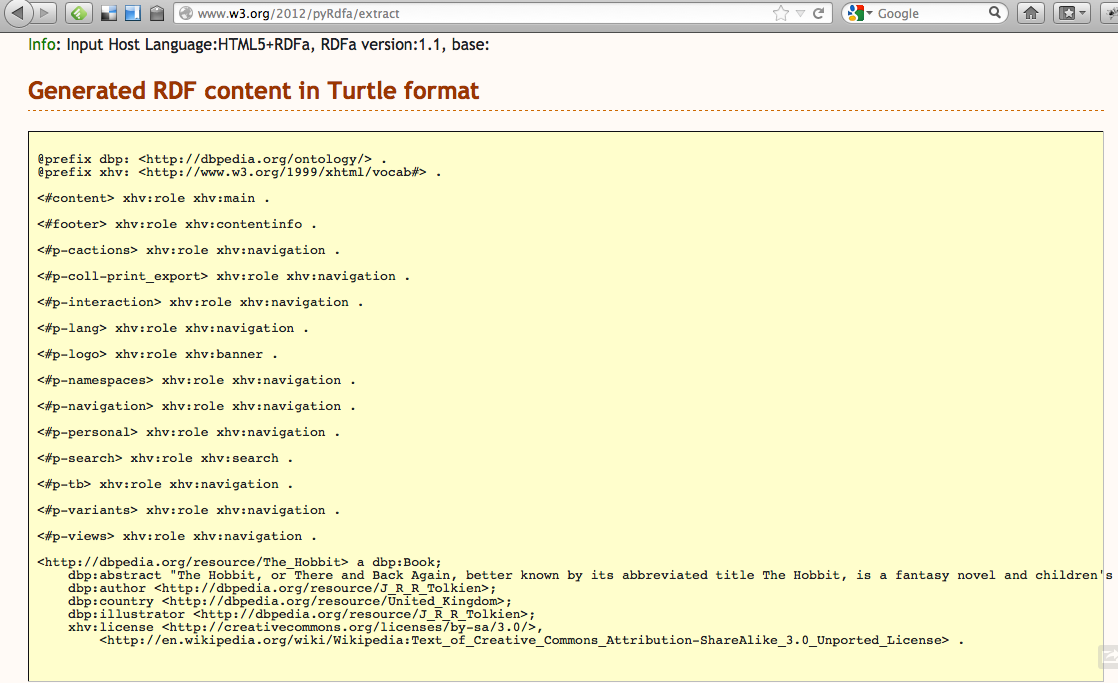 www.w3.org/2012/pyRdfa/extract
Google
Info: Input Host Language:HTML5+RDFa, RDFa version:1.1, base:
Generated RDF content in Turtle format
@prefix dbp: <http://dbpedia.org/ontology/> .
@prefix xhv: <http://www.w3.org/1999/xhtml/vocab#> .
<#content> xhv:role xhv:main .
<#footer> xhv:role xhv:contentinfo .
<#p-cactions> xhv:role xhv:navigation .
<#p-coll-print_export> xhv:role xhv:navigation .
<#p-interaction> xhv:role xhv:navigation .
<#p-lang> xhv:role xhv:navigation .
<#p-logo> xhv:role xhv:banner .
<#p-namespaces> xhv:role xhv:navigation .
<#p-navigation> xhv:role xhv:navigation .
<#p-personal> xhv:role xhv:navigation .
<#p-search> xhv:role xhv:search .
<#p-tb> xhv:role xhv:navigation .
<#p-variants> xhv:role xhv:navigation .
<#p-views> xhv:role xhv:navigation .
<http://dbpedia.org/resource/The_Hobbit> a dbp:Book;
dbp:abstract "The Hobbit, or There and Back Again, better known by its abbreviated title The Hobbit, is a fantasy novel and children's
dbp:author <http://dbpedia.org/resource/J_R_R_Tolkien>;
dbp:country <http://dbpedia.org/resource/United_Kingdom>;
dbp:illustrator <http://dbpedia.org/resource/J_R_R_Tolkien>;
xhv:license <http://creativecommons.org/licenses/by-sa/3.0/>,
<http://en.wikipedia.org/wiki/Wikipedia:Text_of_Creative_Commons_Attribution-ShareAlike_3.0_Unported_License> .